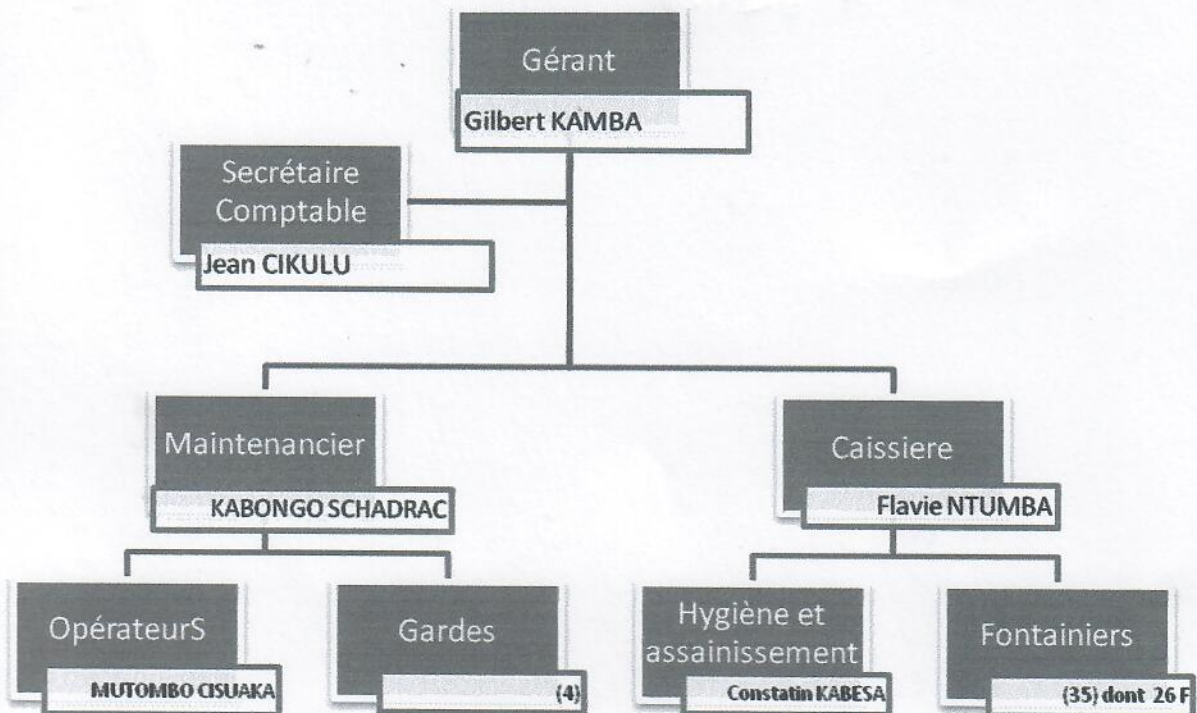 Gérant
Gilbert KAMBA
Secrétaire
Comptable
Jean CIKULU
Maintenancier
KABONGO SCHADRAC
Caissiere
Flavie NTUMBA
OpérateurS
MUTOMBO CISUAKA
Gardes
(4)
Hygiène et
assainissement
Constatin KABESA
Fontainiers
(35) dont 26 F